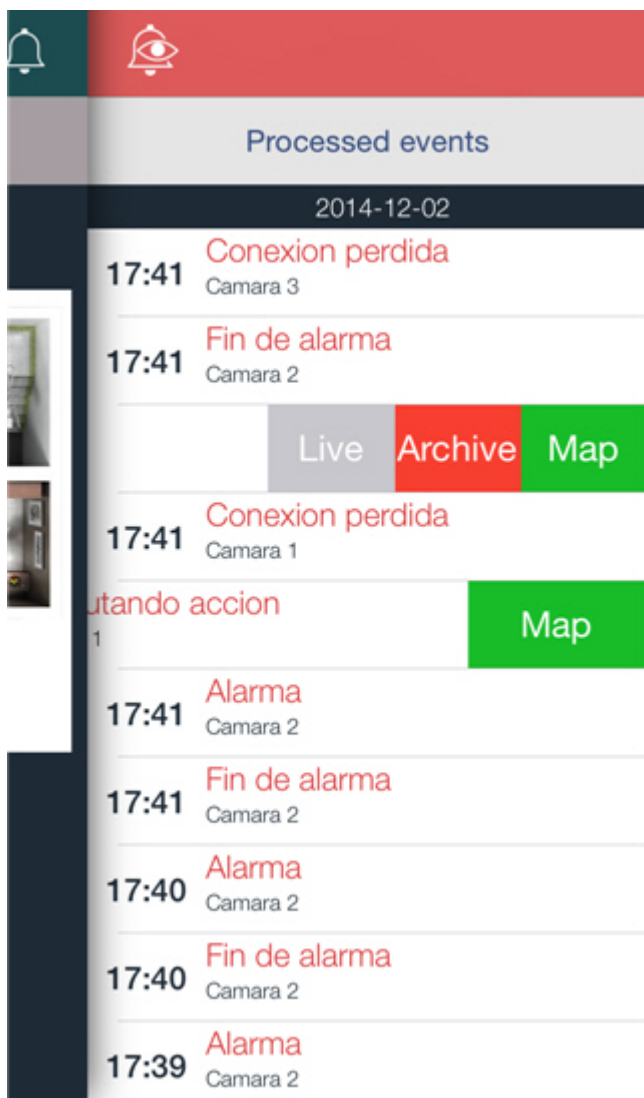 Processed events
2014-12-02
17:41 Conexion perdida
Camara 3
17:41 Fin de alarma
Camara 2
Live Archive Map
17:41 Conexion perdida
Camara 1
utando accion
1
Map
17:41 Alarma
Camara 2
17:41 Fin de alarma
Camara 2
17:40 Alarma
Camara 2
17:40 Fin de alarma
Camara 2
17:39 Alarma
Camara 2